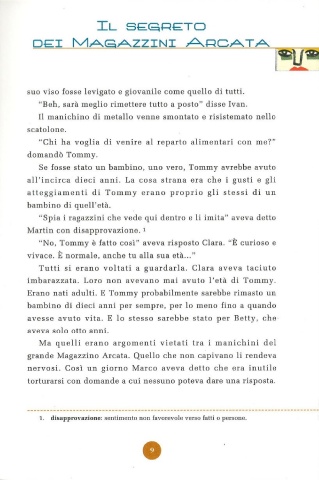 IL SEGRETO
DEI MAGAZZINI ARCATA
suo viso fosse levigato e giovanile come quello di tutti.
"Beh, sarà meglio rimettere tutto a posto" disse Ivan.
Il manichino di metallo venne smontato e risistemato nello
scatolone.
"Chi ha voglia di venire al reparto alimentari con me?"
domandò Tommy.
Se fosse stato un bambino, uno vero, Tommy avrebbe avuto
all'incirca dieci anni. La cosa strana era che i gusti e gli
atteggiamenti di Tommy erano proprio gli stessi di un
bambino di quell'età.
"Spia i ragazzini che vede qui dentro e li imita" aveva detto
Martin con disapprovazione. 1
"No, Tommy è fatto così" aveva risposto Clara. "È curioso e
vivace. È normale, anche tu alla sua età..."
Tutti si erano voltati a guardarla. Clara aveva taciuto
imbarazzata. Loro non avevano mai avuto l'età di Tommy.
Erano nati adulti. E Tommy probabilmente sarebbe rimasto un
bambino di dieci anni per sempre, per lo meno fino a quando
avesse avuto vita. E lo stesso sarebbe stato per Betty, che
aveva solo otto anni.
Ma quelli erano argomenti vietati tra i manichini del
grande Magazzino Arcata. Quello che non capivano li rendeva
nervosi. Così un giorno Marco aveva detto che era inutile
torturarsi con domande a cui nessuno poteva dare una risposta.
1. disapprovazione: sentimento non favorevole verso fatti o persone.
9